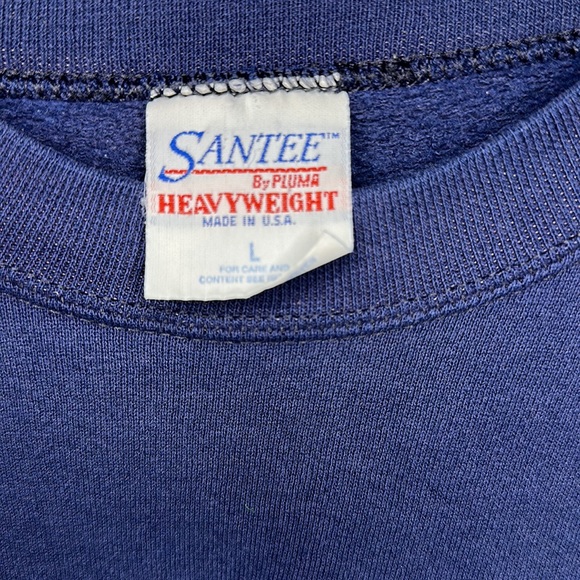 SANTEE™
By PLUMA
HEAVYWEIGHT
MADE IN U.S.A.
L
FOR CARE AND
CONTENT SEE